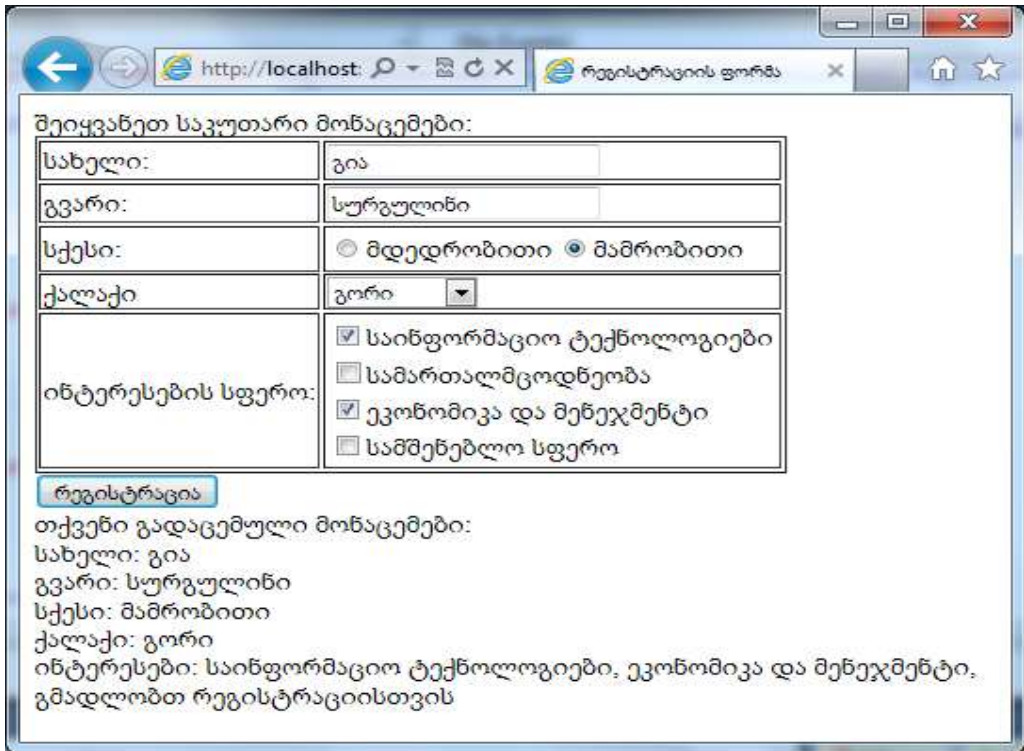 http://localhost:
რეგისტრაციის ფორმა
შეიყვანეთ საკუთარი მონაცემები:
სახელი: გია
გვარი: სურგულინი
სქესი: მდედრობითი მამრობითი
ქალაქი გორი
ინტერესების სფერო:
საინფორმაციო ტექნოლოგიები
სამართალმცოდნეობა
ეკონომიკა და მენეჯმენტი
სამშენებლო სფერო
რეგისტრაცია
თქვენი გადაცემული მონაცემები:
სახელი: გია
გვარი: სურგულინი
სქესი: მამრობითი
ქალაქი: გორი
ინტერესები: საინფორმაციო ტექნოლოგიები, ეკონომიკა და მენეჯმენტი,
გმადლობთ რეგისტრაციისთვის